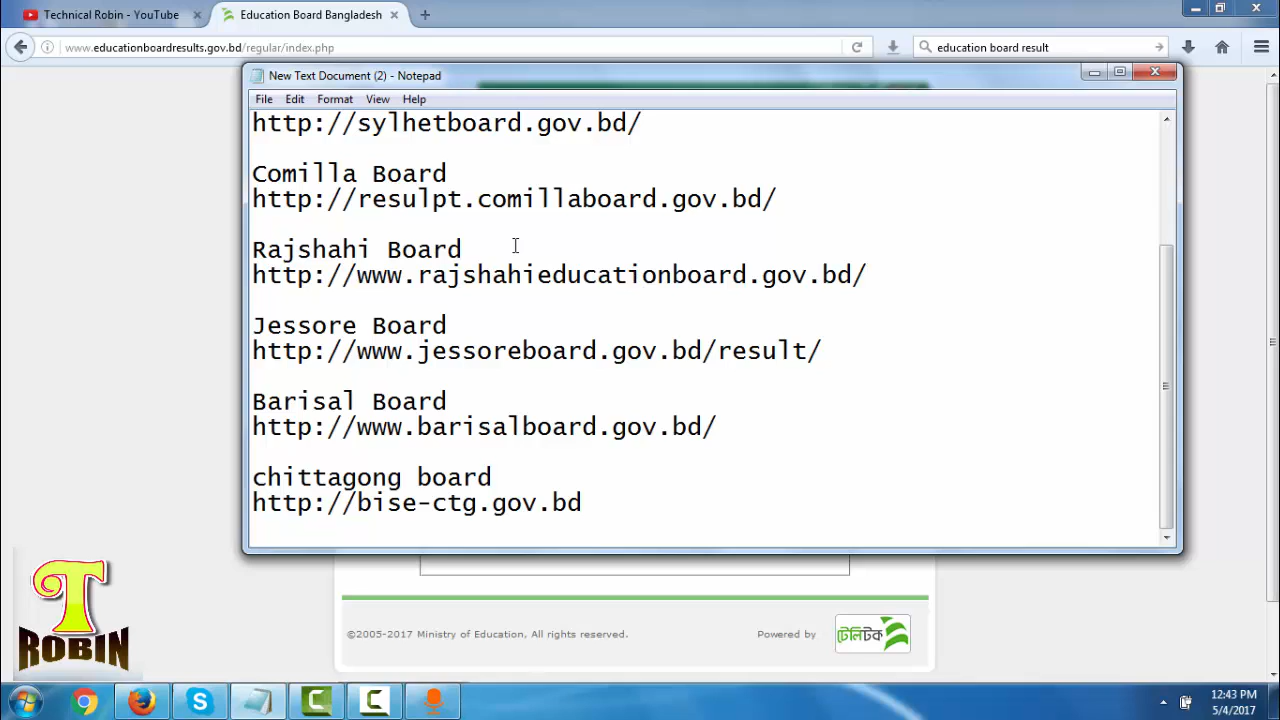 Technical Robin - YouTube
Education Board Bangladesh
www.educationboardresults.gov.bd/regular/index.php
education board result
New Text Document (2) - Notepad
File Edit Format View Help
http://sylhetboard.gov.bd/
Comilla Board
http://resulpt.comillaboard.gov.bd/
Rajshahi Board
http://www.rajshahieducationboard.gov.bd/
Jessore Board
http://www.jessoreboard.gov.bd/result/
Barisal Board
http://www.barisalboard.gov.bd/
chittagong board
http://bise-ctg.gov.bd
©2005-2017 Ministry of Education, All rights reserved.
Powered by
টেলিটক
T
ROBIN
12:43 PM
5/4/2017